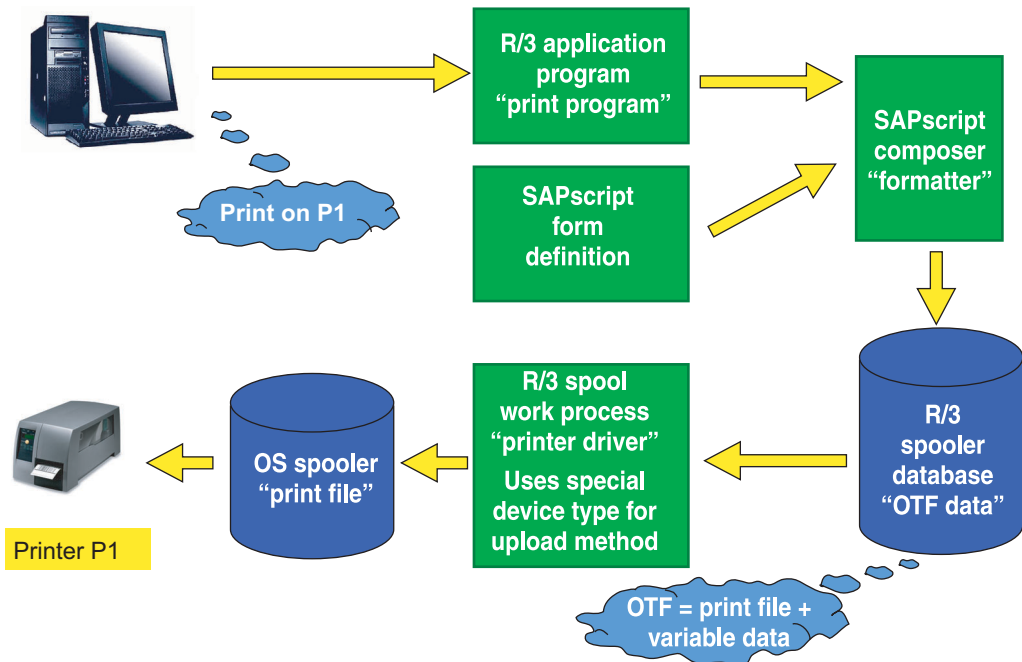 R/3 application
program
“print program”
SAPscript
composer
“formatter”
Print on P1
SAPscript
form
definition
R/3
spooler
database
“OTF data”
R/3 spool
work process
“printer driver”
Uses special
device type for
upload method
OS spooler
“print file”
Printer P1
OTF = print file +
variable data